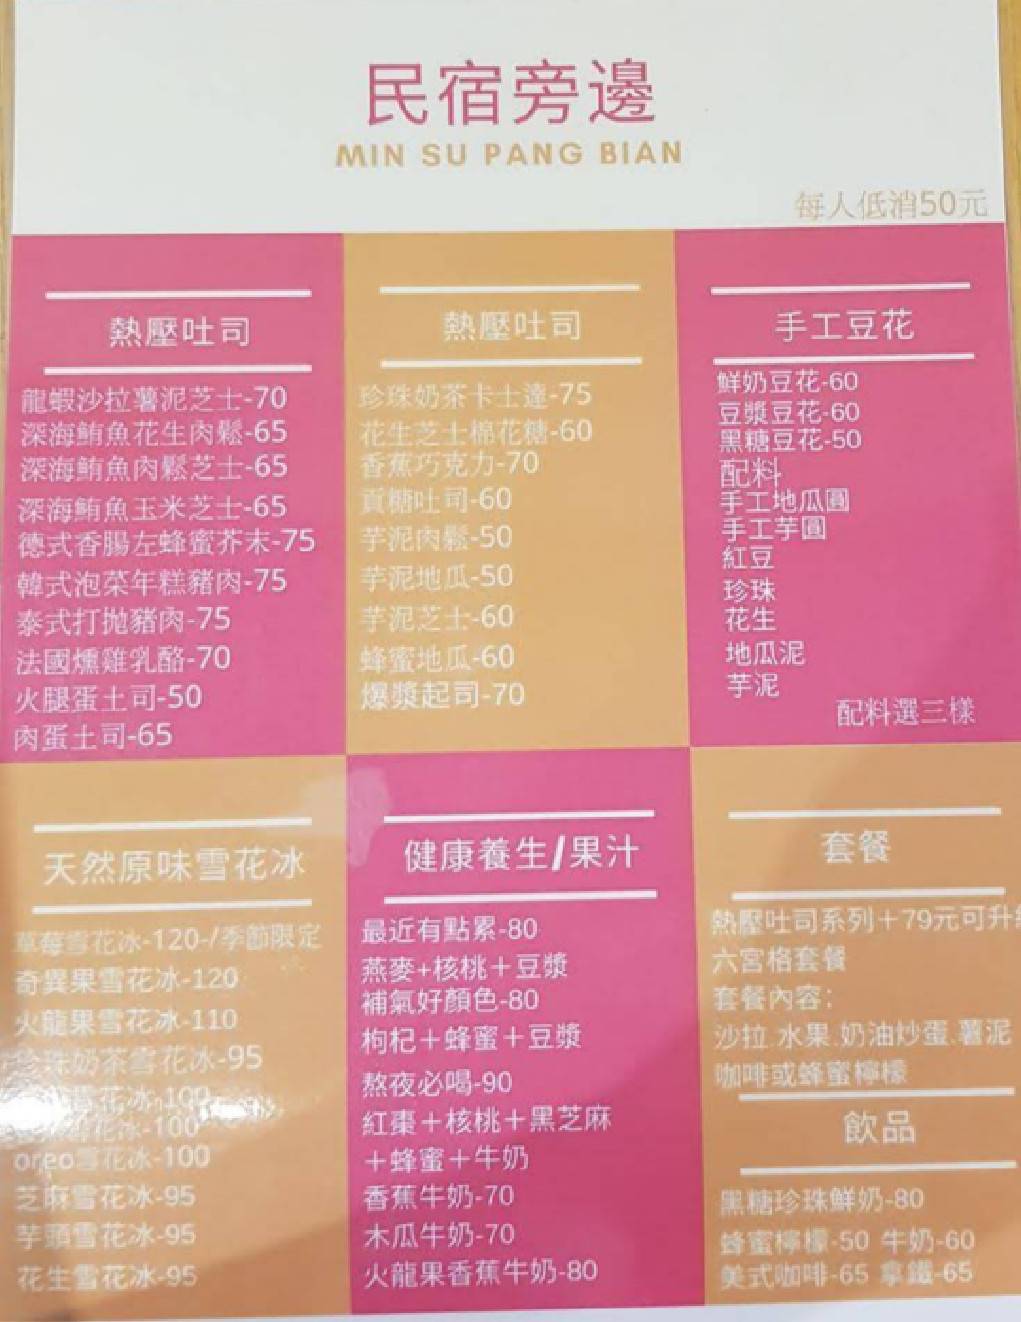 民宿旁邊
MIN SU PANG BIAN
每人低消50元
熱壓吐司
龍蝦沙拉薯泥芝士-70
深海鮪魚花生肉鬆-65
深海鮪魚肉鬆芝士-65
深海鮪魚玉米芝士-65
德式香腸左蜂蜜芥末-75
韓式泡菜年糕豬肉-75
泰式打拋豬肉-75
法國燻雞乳酪-70
火腿蛋土司-50
肉蛋土司-65
熱壓吐司
珍珠奶茶卡士達-75
花生芝士棉花糖-60
香蕉巧克力-70
貢糖吐司-60
芋泥肉鬆-50
芋泥地瓜-50
芋泥芝士-60
蜂蜜地瓜-60
爆漿起司-70
手工豆花
鮮奶豆花-60
豆漿豆花-60
黑糖豆花-50
配料
手工地瓜圓
手工芋圓
紅豆
珍珠
花生
地瓜泥
芋泥
配料選三樣
天然原味雪花冰
草莓雪花冰-120-/季節限定
奇異果雪花冰-120
火龍果雪花冰-110
珍珠奶茶雪花冰-95
雪花冰-100
雪花冰-100
oreo雪花冰-100
芝麻雪花冰-95
芋頭雪花冰-95
花生雪花冰-95
健康養生/果汁
最近有點累-80
燕麥+核桃＋豆漿
補氣好顏色-80
枸杞＋蜂蜜＋豆漿
熬夜必喝-90
紅棗＋核桃＋黑芝麻
＋蜂蜜＋牛奶
香蕉牛奶-70
木瓜牛奶-70
火龍果香蕉牛奶-80
套餐
熱壓吐司系列＋79元可升
六宮格套餐
套餐內容:
沙拉.水果.奶油炒蛋.薯泥
咖啡或蜂蜜檸檬
飲品
黑糖珍珠鮮奶-80
蜂蜜檸檬-50 牛奶-60
美式咖啡-65 拿鐵-65